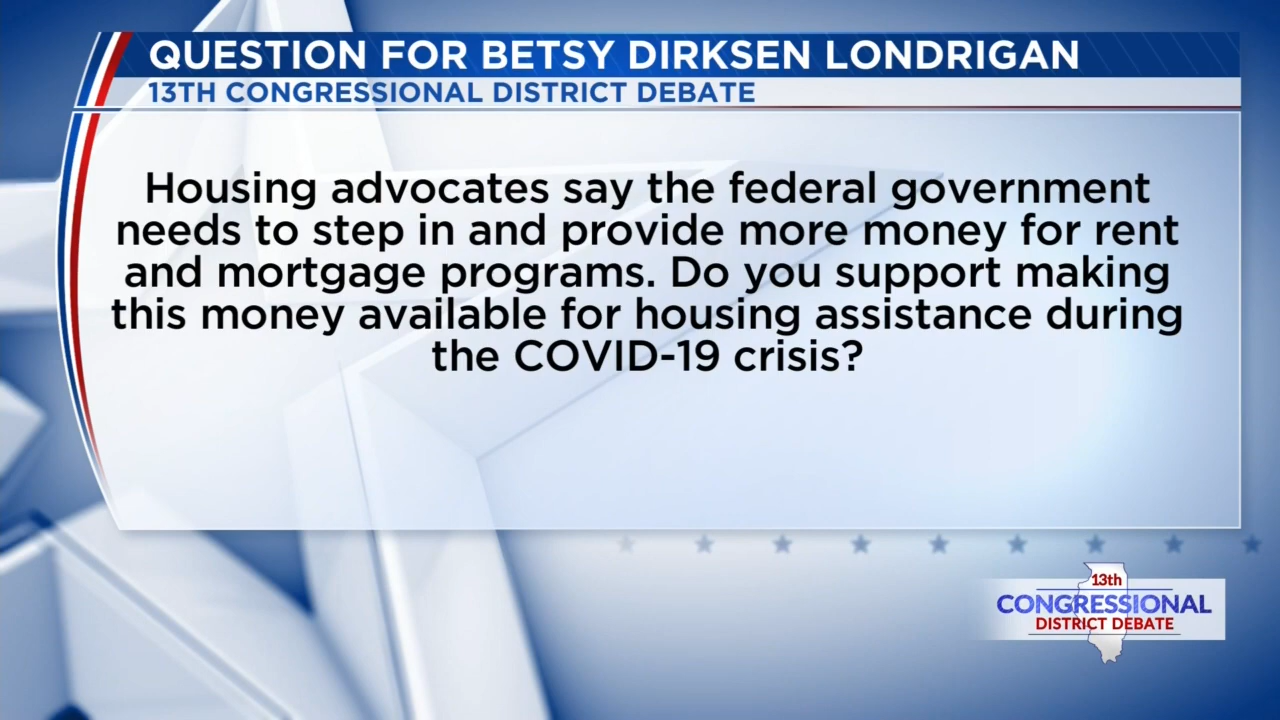 QUESTION FOR BETSY DIRKSEN LONDRIGAN
13TH CONGRESSIONAL DISTRICT DEBATE
Housing advocates say the federal government
needs to step in and provide more money for rent
and mortgage programs. Do you support making
this money available for housing assistance during
the COVID-19 crisis?
13th
CONGRESSIONAL
DISTRICT DEBATE